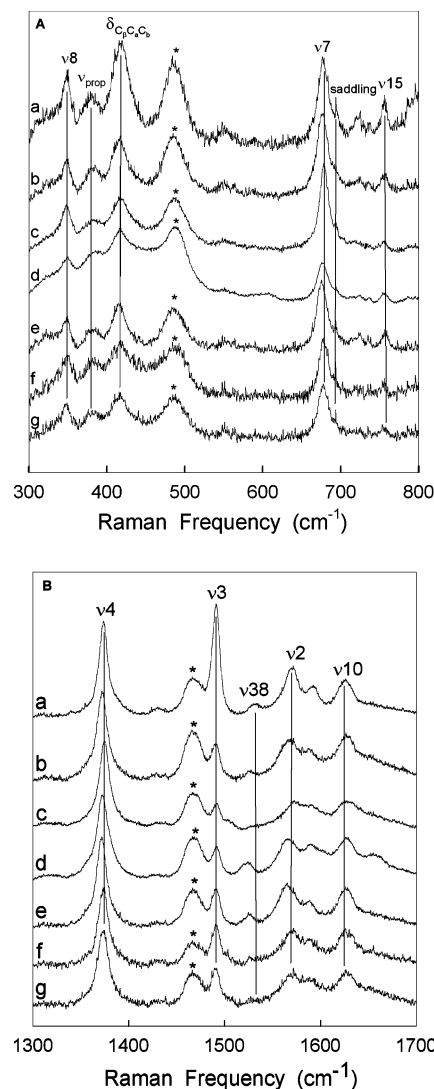 A
δCβCaCb
ν8
νprop
*
ν7
saddling
ν15
a
b
*
c
*
d
*
e
*
f
*
g
*
300 400 500 600 700 800
Raman Frequency (cm-1)
B
ν4
ν3
*
ν38
ν2
ν10
a
b
*
c
*
d
*
e
*
f
*
g
*
1300 1400 1500 1600 1700
Raman Frequency (cm-1)